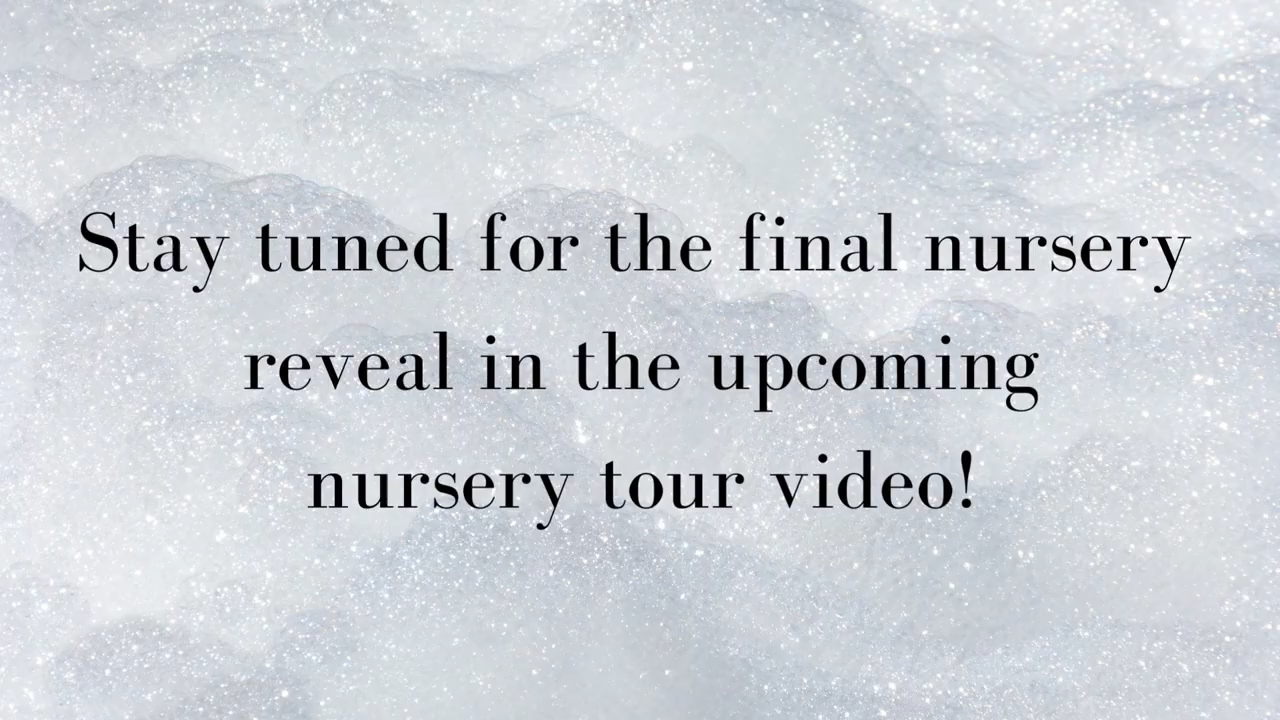 Stay tuned for the final nursery
reveal in the upcoming
nursery tour video!